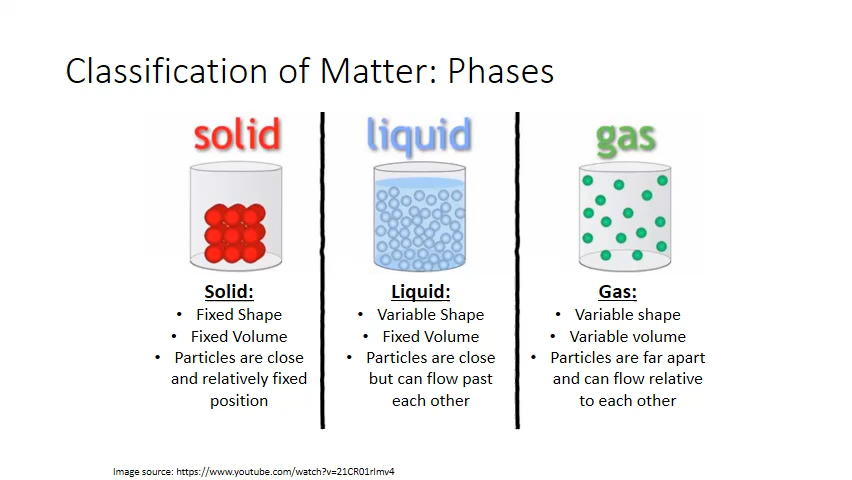 Classification of Matter: Phases
solid
liquid
gas
Solid:
• Fixed Shape
• Fixed Volume
• Particles are close
and relatively fixed
position
Liquid:
• Variable Shape
• Fixed Volume
• Particles are close
but can flow past
each other
Gas:
• Variable shape
• Variable volume
• Particles are far apart
and can flow relative
to each other
Image source: https://www.youtube.com/watch?v=21CR01rlmv4